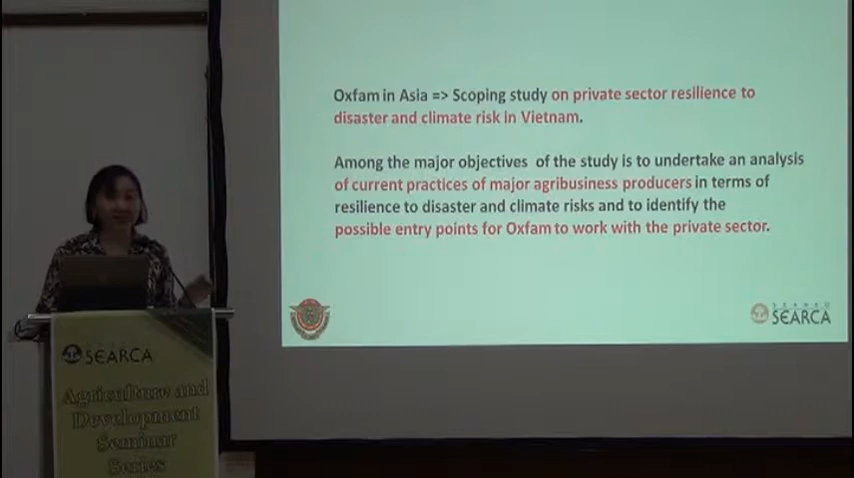 Oxfam in Asia => Scoping study on private sector resilience to
disaster and climate risk in Vietnam.
Among the major objectives of the study is to undertake an analysis
of current practices of major agribusiness producers in terms of
resilience to disaster and climate risks and to identify the
possible entry points for Oxfam to work with the private sector.
SEARCA
SEARCA
Agriculture and
Development
Seminar
Series